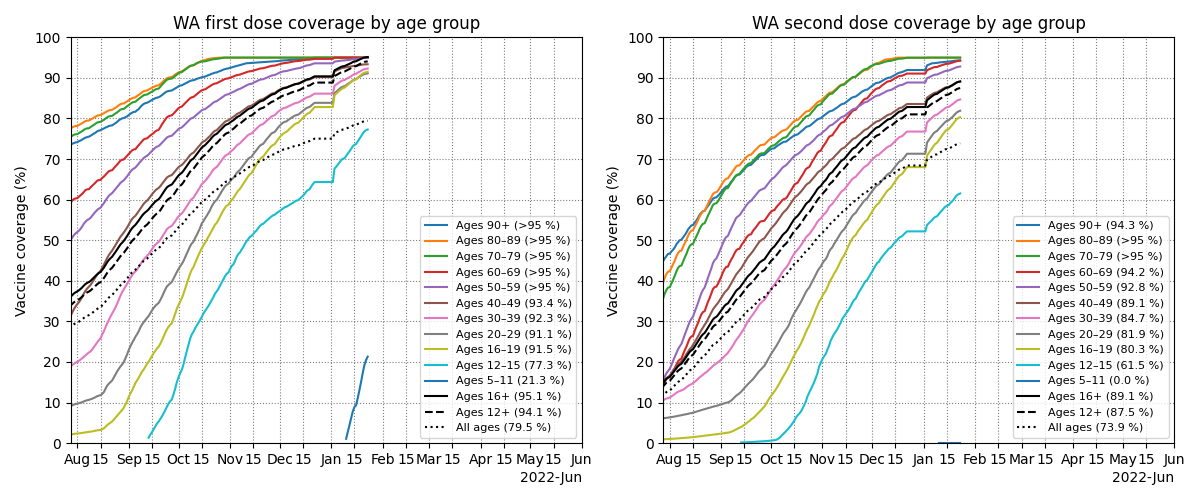 WA first dose coverage by age group
Vaccine coverage (%)
100
90
80
70
60
50
40
30
20
10
0
Ages 90+ (>95 %)
Ages 80–89 (>95 %)
Ages 70–79 (>95 %)
Ages 60–69 (>95 %)
Ages 50–59 (>95 %)
Ages 40–49 (93.4 %)
Ages 30–39 (92.3 %)
Ages 20–29 (91.1 %)
Ages 16–19 (91.5 %)
Ages 12–15 (77.3 %)
Ages 5–11 (21.3 %)
Ages 16+ (95.1 %)
Ages 12+ (94.1 %)
All ages (79.5 %)
Aug 15 Sep 15 Oct 15 Nov 15 Dec 15 Jan 15 Feb 15 Mar 15 Apr 15 May 15 Jun
2022-Jun
WA second dose coverage by age group
Vaccine coverage (%)
100
90
80
70
60
50
40
30
20
10
0
Ages 90+ (94.3 %)
Ages 80–89 (>95 %)
Ages 70–79 (>95 %)
Ages 60–69 (94.2 %)
Ages 50–59 (92.8 %)
Ages 40–49 (89.1 %)
Ages 30–39 (84.7 %)
Ages 20–29 (81.9 %)
Ages 16–19 (80.3 %)
Ages 12–15 (61.5 %)
Ages 5–11 (0.0 %)
Ages 16+ (89.1 %)
Ages 12+ (87.5 %)
All ages (73.9 %)
Aug 15 Sep 15 Oct 15 Nov 15 Dec 15 Jan 15 Feb 15 Mar 15 Apr 15 May 15 Jun
2022-Jun